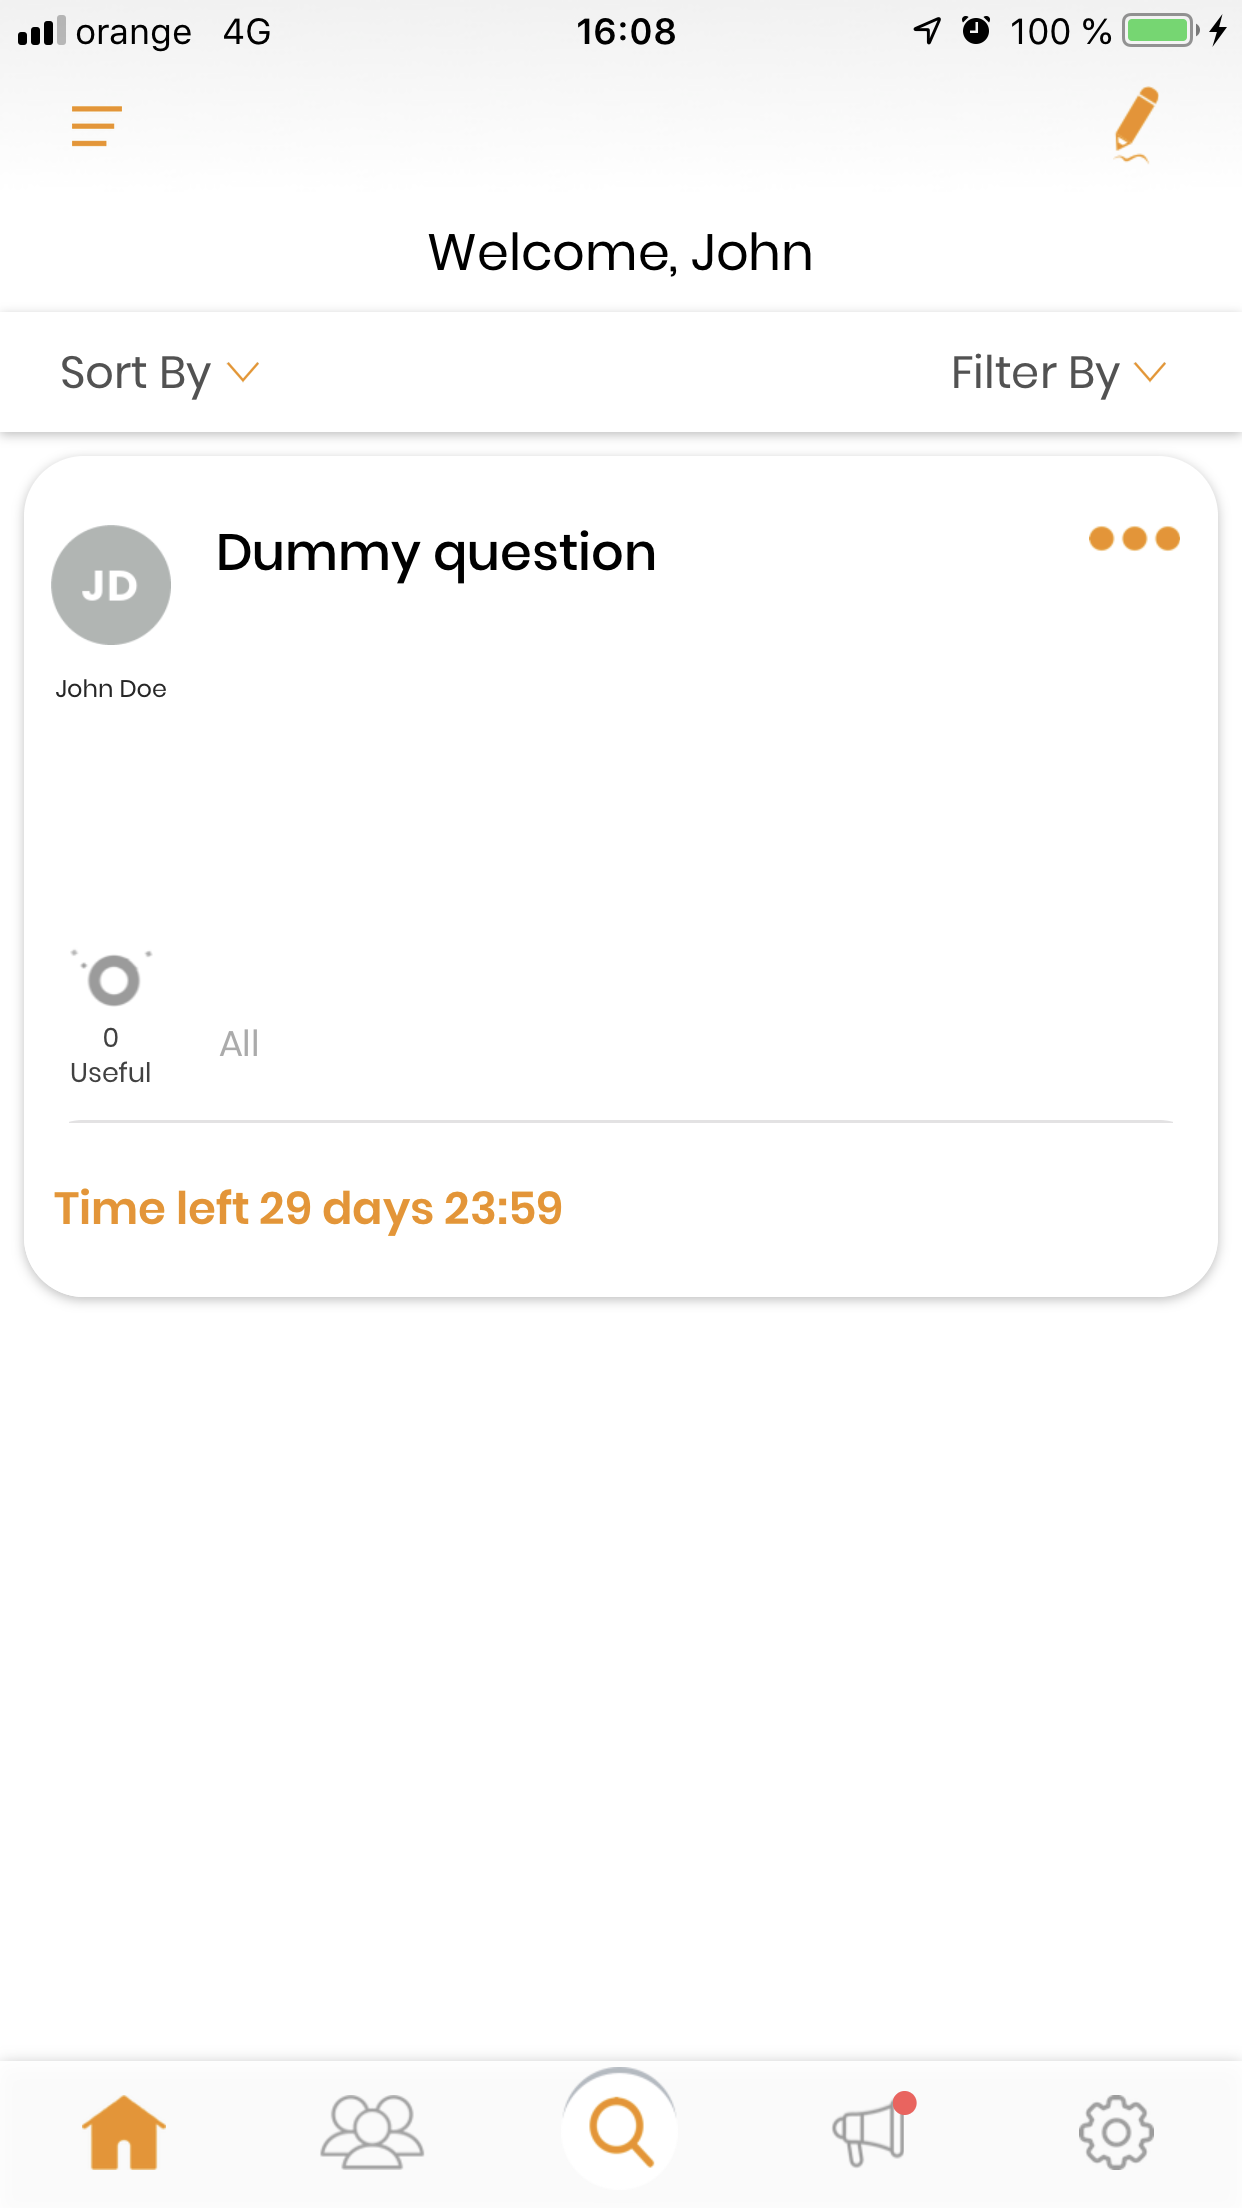 orange 4G 16:08 100 %
Welcome, John
Sort By Filter By
JD
Dummy question
John Doe
0
Useful
All
Time left 29 days 23:59